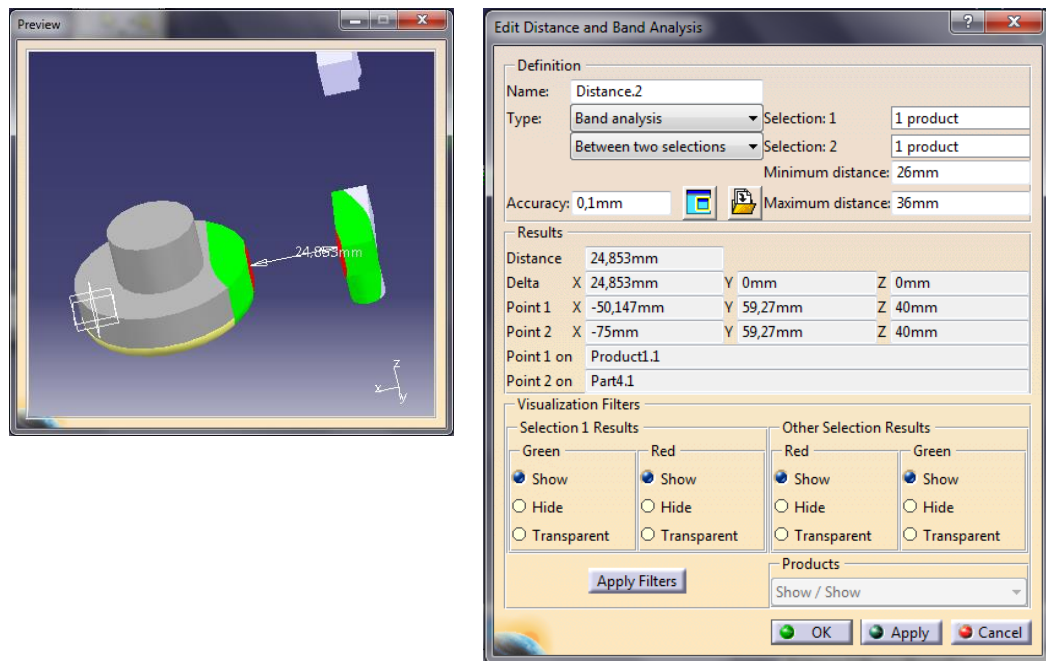 Preview
24,853mm
z
x
y
Edit Distance and Band Analysis
?
Definition
Name: Distance.2
Type: Band analysis Selection: 1 1 product
Between two selections Selection: 2 1 product
Minimum distance: 26mm
Accuracy: 0,1mm Maximum distance: 36mm
Results
Distance 24,853mm
Delta X 24,853mm Y 0mm Z 0mm
Point 1 X -50,147mm Y 59,27mm Z 40mm
Point 2 X -75mm Y 59,27mm Z 40mm
Point 1 on Product1.1
Point 2 on Part4.1
Visualization Filters
Selection 1 Results Other Selection Results
Green Red Red Green
Show Show Show Show
Hide Hide Hide Hide
Transparent Transparent Transparent Transparent
Products
Apply Filters Show / Show
OK Apply Cancel